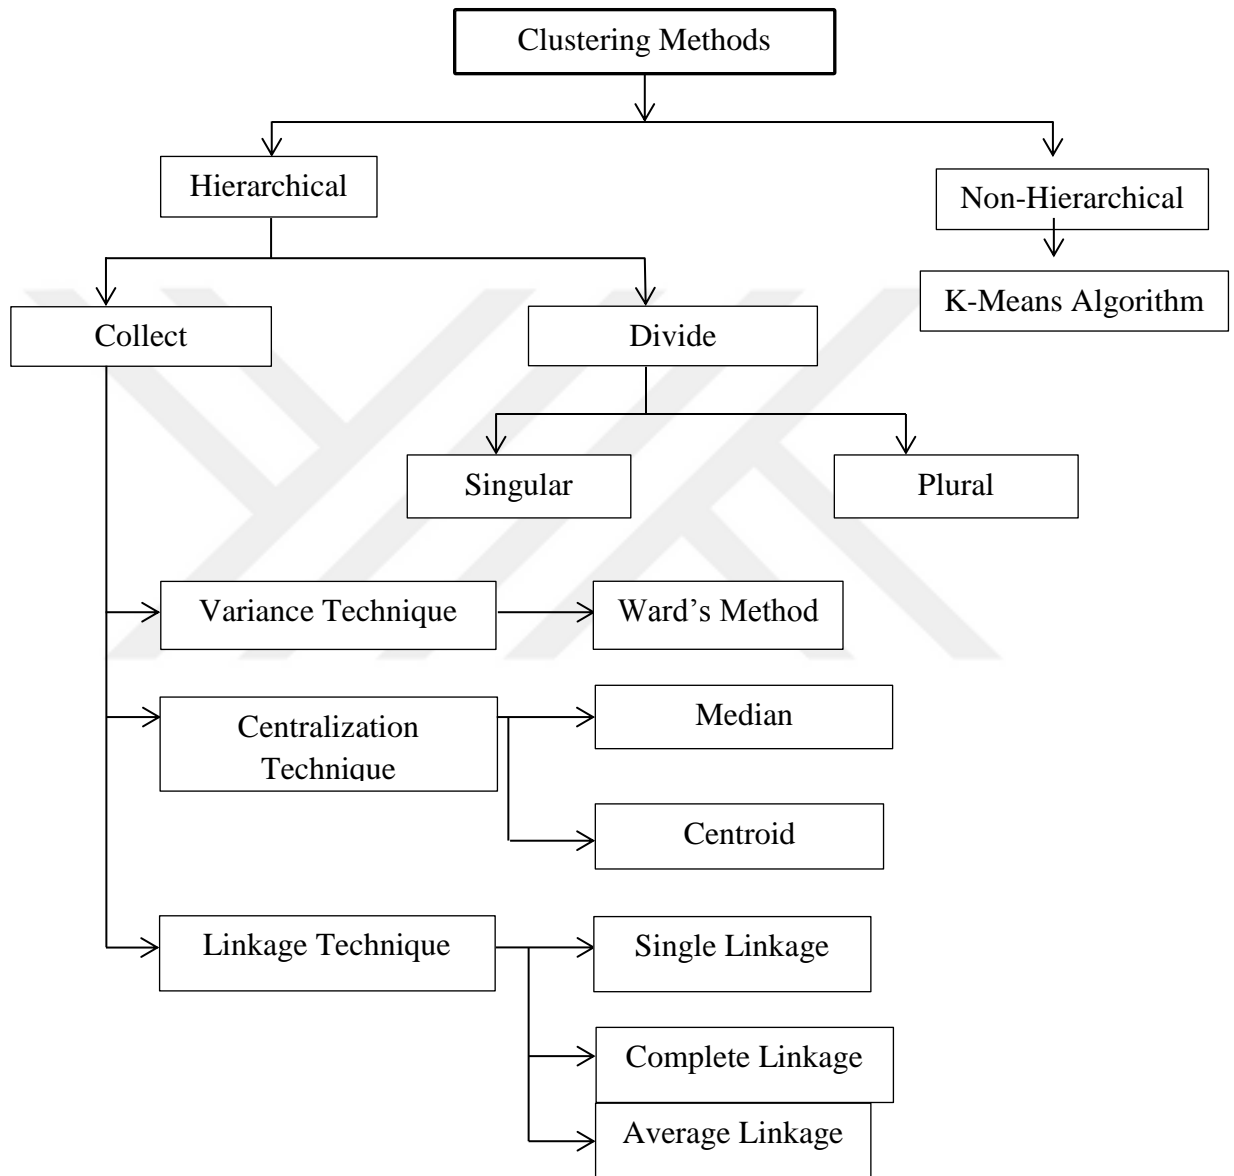 Clustering Methods
Hierarchical
Non-Hierarchical
K-Means Algorithm
Collect
Divide
Singular
Plural
Variance Technique
Ward’s Method
Centralization
Technique
Median
Centroid
Linkage Technique
Single Linkage
Complete Linkage
Average Linkage